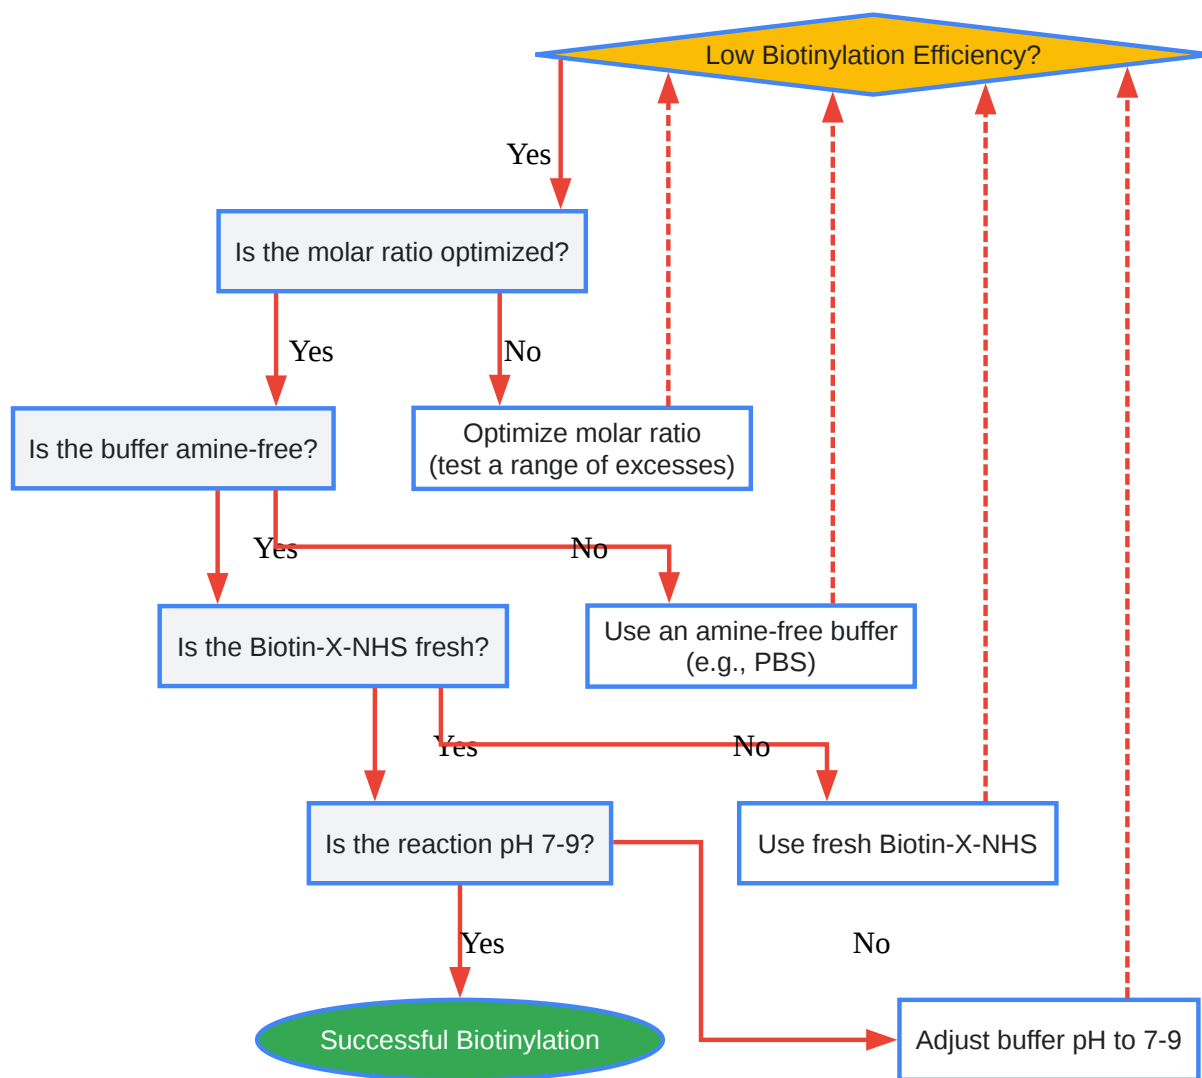 Low Biotinylation Efficiency?
Yes
Is the molar ratio optimized?
Yes
No
Is the buffer amine-free?
Optimize molar ratio
(test a range of excesses)
Yes
No
Is the Biotin-X-NHS fresh?
Use an amine-free buffer
(e.g., PBS)
Yes
No
Is the reaction pH 7-9?
Use fresh Biotin-X-NHS
Yes
No
Successful Biotinylation
Adjust buffer pH to 7-9